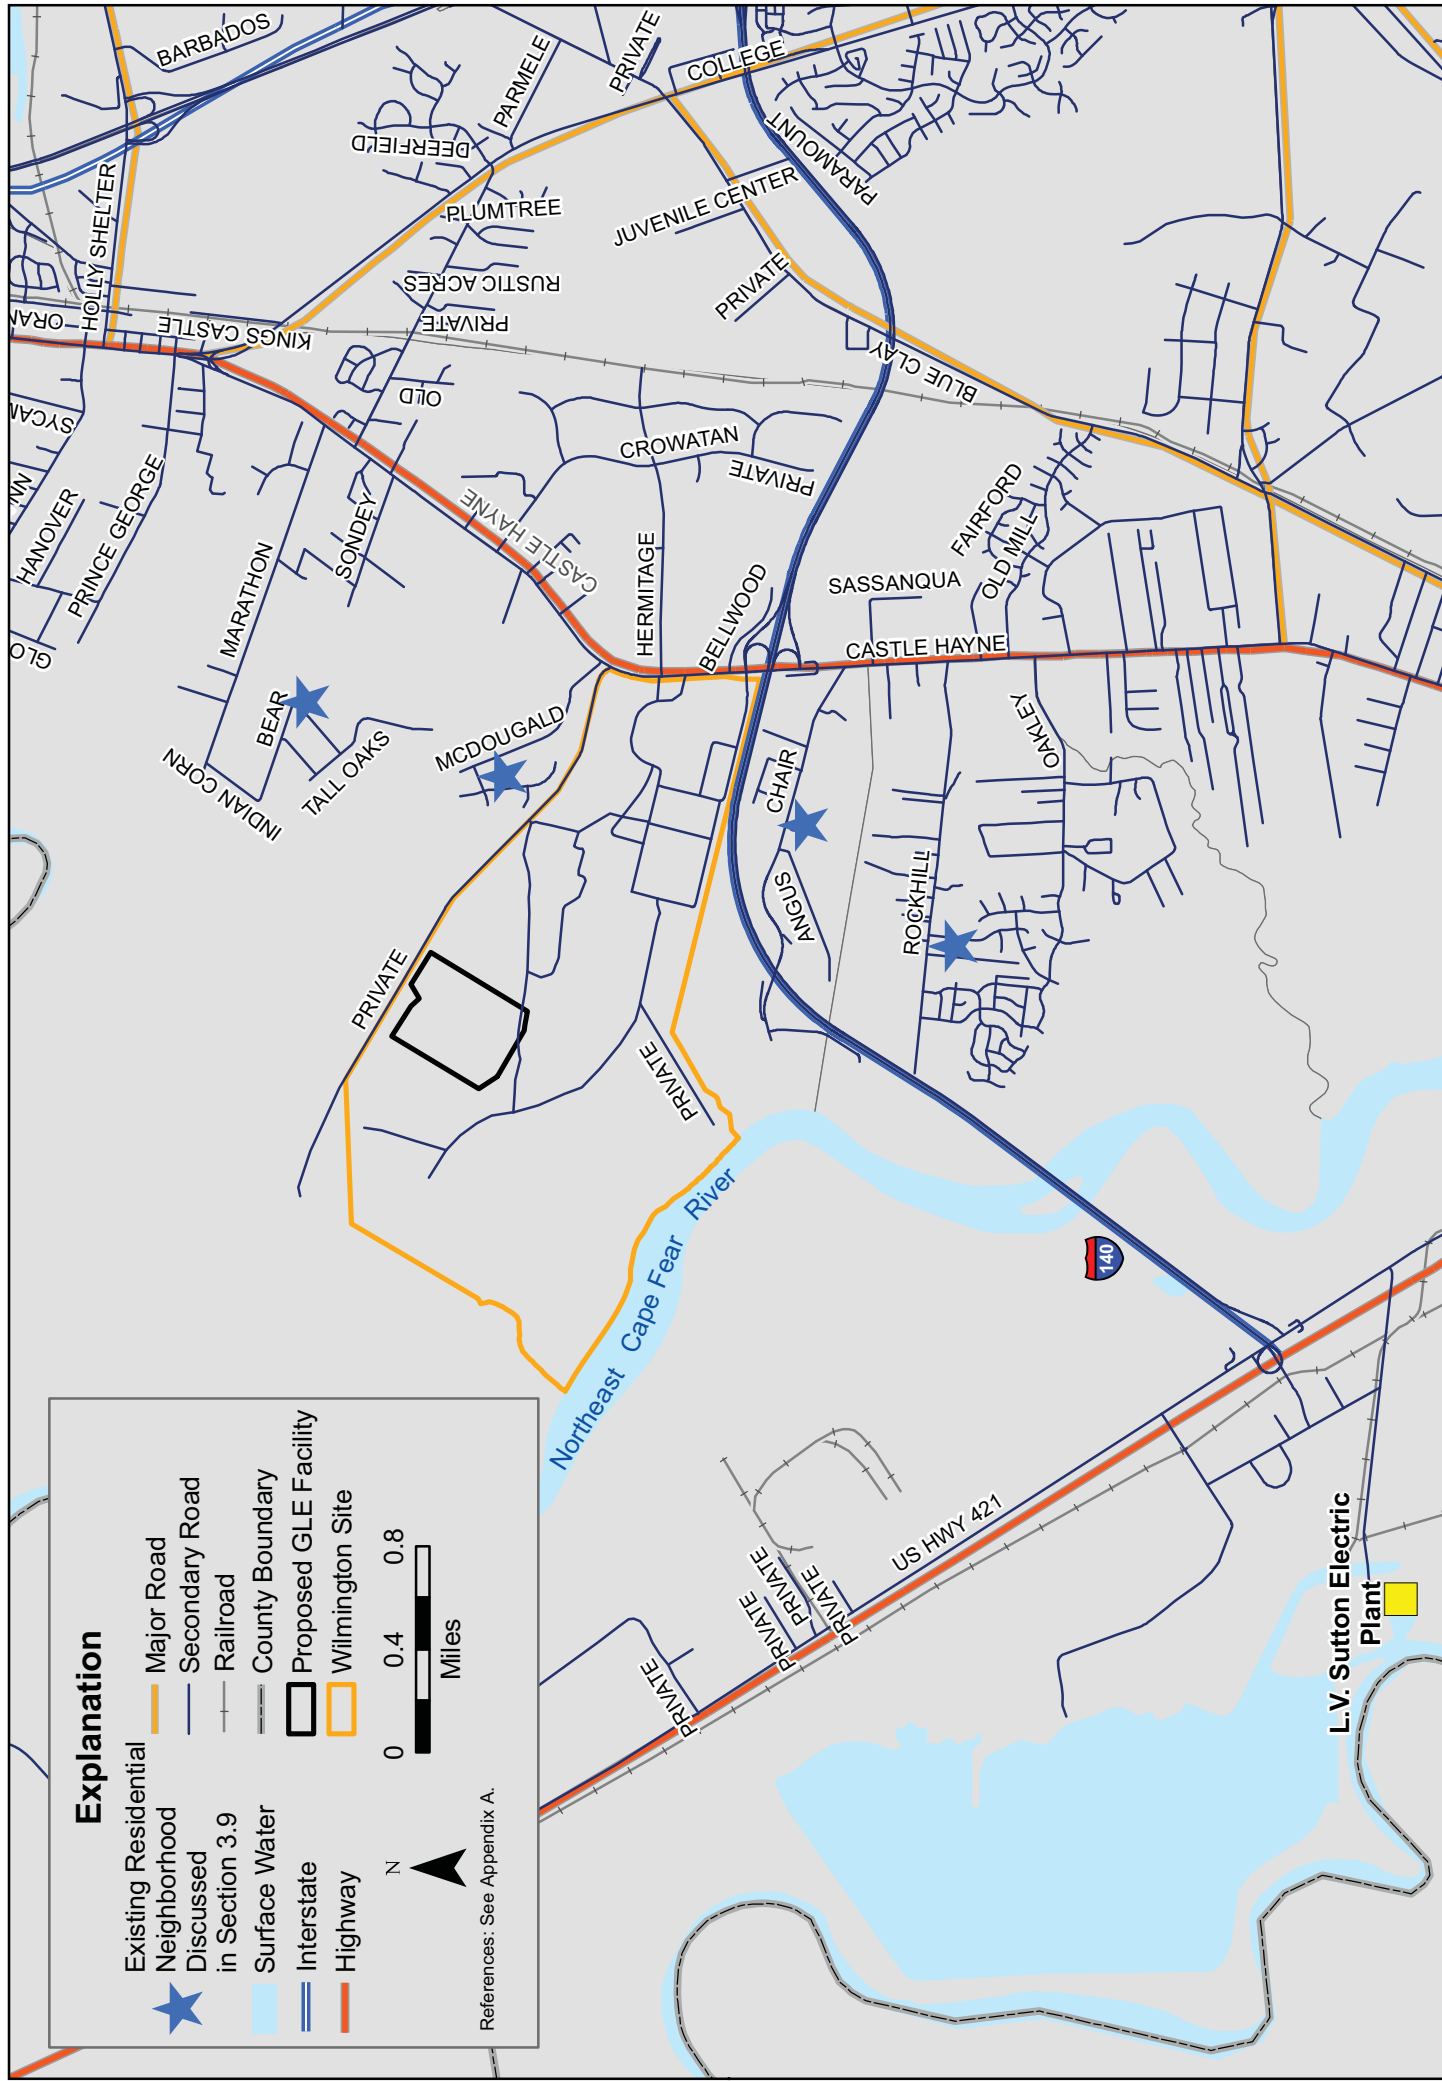 Explanation
Existing Residential
Neighborhood
Discussed
in Section 3.9
Surface Water
Interstate
Highway
Major Road
Secondary Road
Railroad
County Boundary
Proposed GLE Facility
Wilmington Site
N
0
0.4
0.8
Miles
References: See Appendix A.
BARBADOS
HOLLY SHELTER
ORAN
KINGS CASTLE
SYCAM
NN
HANOVER
PRINCE GEORGE
GLO
DEERFIELD
PARMELE
PRIVATE
COLLEGE
PLUMTREE
RUSTIC ACRES
PRIVATE
OLD
JUVENILE CENTER
PARAMOUNT
PRIVATE
BLUE CLAY
CROWATAN
PRIVATE
CASTLE HAYNE
MARATHON
SONDEY
HERMITAGE
BELLWOOD
SASSANQUA
FAIRFORD
OLD MILL
CASTLE HAYNE
BEAR
TALL OAKS
INDIAN CORN
MCDOUGALD
CHAIR
ANGUS
OAKLEY
ROCKHILL
PRIVATE
PRIVATE
Northeast Cape Fear River
140
US HWY 421
PRIVATE
PRIVATE
PRIVATE
PRIVATE
PRIVATE
L.V. Sutton Electric
Plant